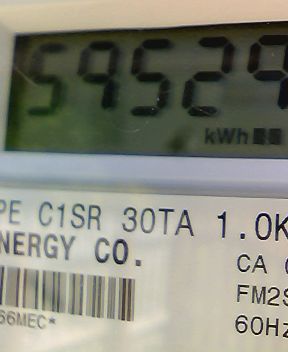 59529
kWh
PE C1SR 30TA 1.0K
NERGY CO.
CA
FM2S
66MEC*
60Hz